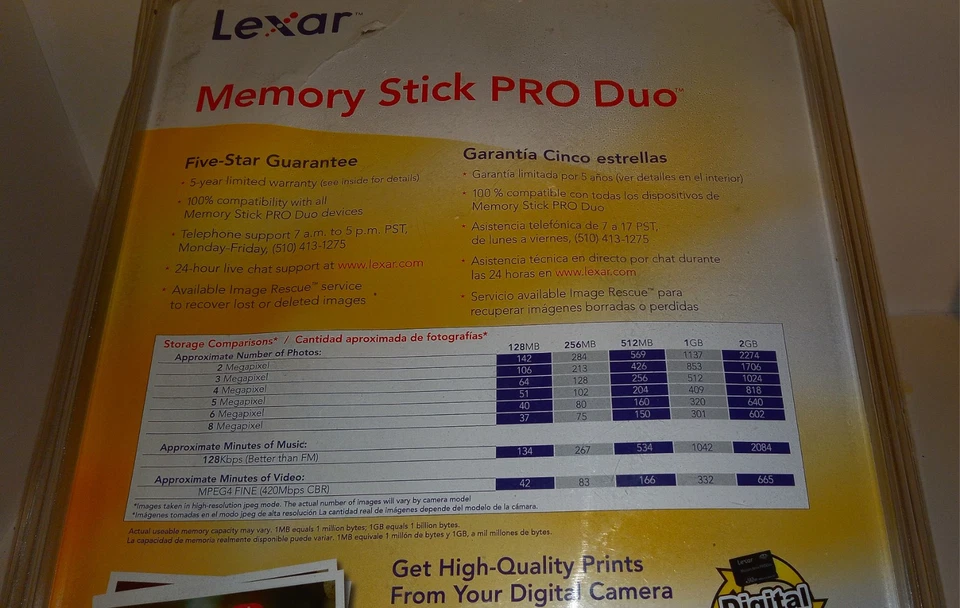 Lexar™
Memory Stick PRO Duo™
Five-Star Guarantee
• 5-year limited warranty (see inside for details)
• 100% compatibility with all
Memory Stick PRO Duo devices
• Telephone support 7 a.m. to 5 p.m. PST,
Monday-Friday, (510) 413-1275
• 24-hour live chat support at www.lexar.com
• Available Image Rescue™ service
to recover lost or deleted images
Garantía Cinco estrellas
• Garantía limitada por 5 años (ver detalles en el interior)
• 100 % compatible con todas los dispositivos de
Memory Stick PRO Duo
• Asistencia telefónica de 7 a 17 PST,
de lunes a viernes, (510) 413-1275
• Asistencia técnica en directo por chat durante
las 24 horas en www.lexar.com
• Servicio available Image Rescue™ para
recuperar imágenes borradas o perdidas
Storage Comparisons* / Cantidad aproximada de fotografías*
128MB 256MB 512MB 1GB 2GB
Approximate Number of Photos:
2 Megapixel 142 284 569 1137 2274
3 Megapixel 106 213 426 853 1706
4 Megapixel 64 128 256 512 1024
5 Megapixel 51 102 204 409 818
6 Megapixel 40 80 160 320 640
8 Megapixel 37 75 150 301 602
Approximate Minutes of Music:
128Kbps (Better than FM) 134 267 534 1042 2084
Approximate Minutes of Video:
MPEG4 FINE (420Mbps CBR) 42 83 166 332 665
*Images taken in high-resolution jpeg mode. The actual number of images will vary by camera model
*Imágenes tomadas en el modo jpeg de alta resolución La cantidad real de imágenes depende del modelo de la cámara.
Actual useable memory capacity may vary. 1MB equals 1 million bytes; 1GB equals 1 billion bytes.
La capacidad de memoria realmente disponible puede variar. 1MB equivale 1 millón de bytes y 1GB, a mil millones de bytes.
Get High-Quality Prints
From Your Digital Camera
Lexar
Digital